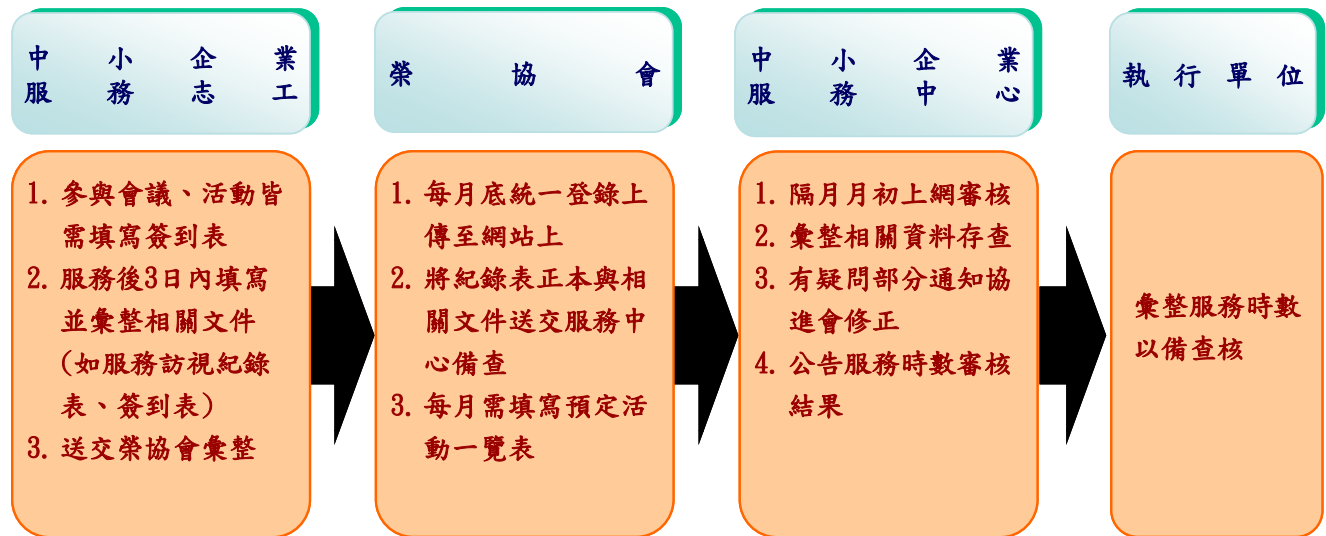 中小企業
服務志工
榮協會
中小企業
服務中心
執行單位
1. 參與會議、活動皆
需填寫簽到表
2. 服務後3日內填寫
並彙整相關文件
(如服務訪視紀錄
表、簽到表)
3. 送交榮協會彙整
1. 每月底統一登錄上
傳至網站上
2. 將紀錄表正本與相
關文件送交服務中
心備查
3. 每月需填寫預定活
動一覽表
1. 隔月月初上網審核
2. 彙整相關資料存查
3. 有疑問部分通知協
進會修正
4. 公告服務時數審核
結果
彙整服務時數
以備查核